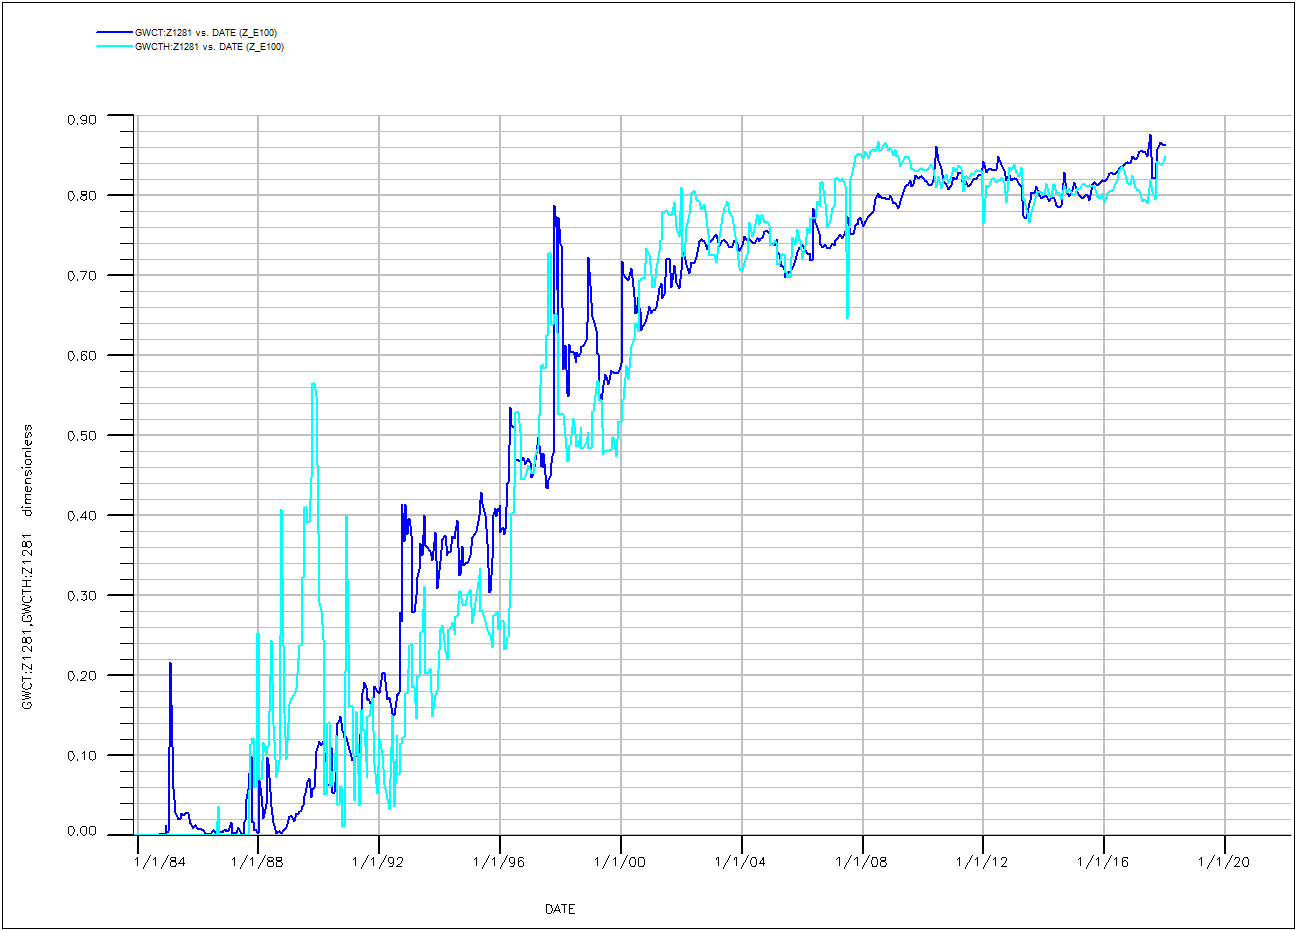 GWCT:Z1281 vs. DATE (Z_E100)
GWCTH:Z1281 vs. DATE (Z_E100)
0.90
0.80
0.70
0.60
0.50
0.40
0.30
0.20
0.10
0.00
GWCT:Z1281,GWCTH:Z1281 dimensionless
1/1/84 1/1/88 1/1/92 1/1/96 1/1/00 1/1/04 1/1/08 1/1/12 1/1/16 1/1/20
DATE